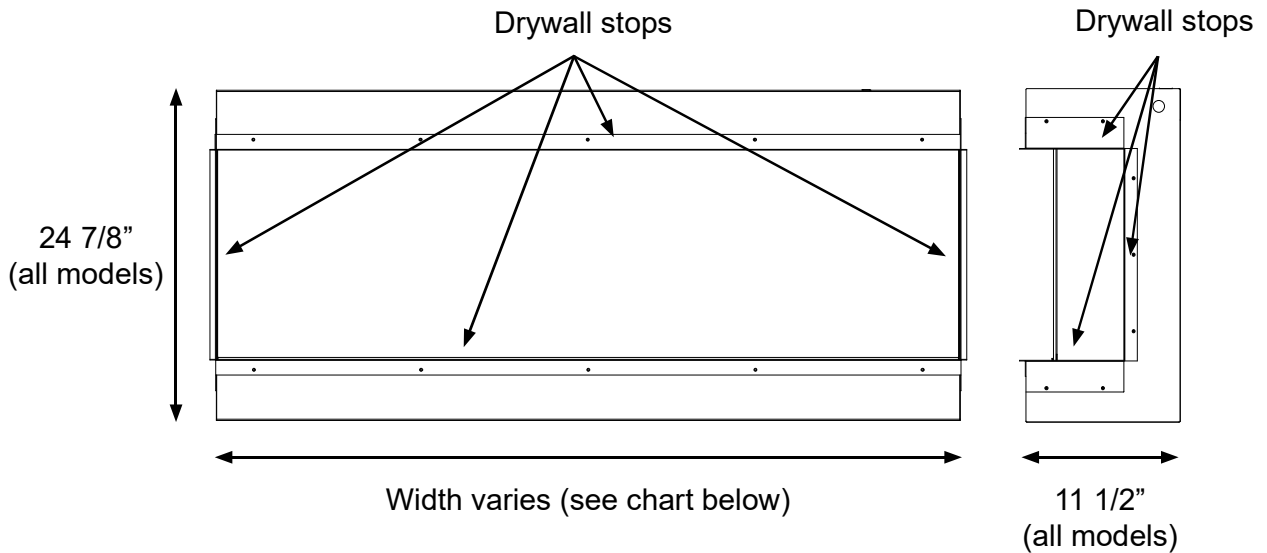 Drywall stops
Drywall stops
24 7/8”
(all models)
Width varies (see chart below)
11 1/2”
(all models)